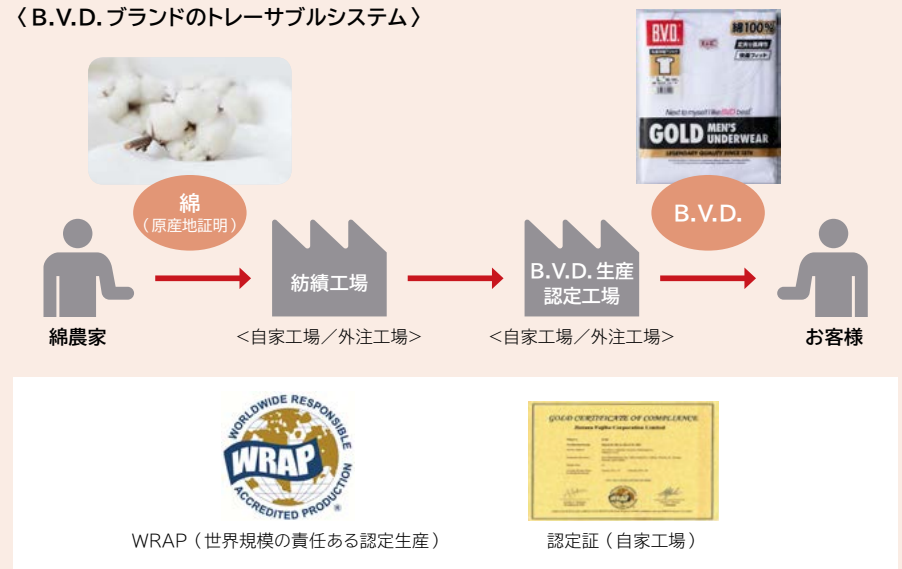 〈 B.V.D. ブランドのトレーサブルシステム 〉
B.V.D.
綿100%
GOLD MEN'S UNDERWEAR
LEGENDARY QUALITY SINCE 1876
綿
（原産地証明）
B.V.D.
紡績工場
B.V.D. 生産
認定工場
綿農家
<自家工場／外注工場>
<自家工場／外注工場>
お客様
WORLDWIDE RESPONSIBLE
WRAP
ACCREDITED PRODUCTION
®
GOLD CERTIFICATE OF COMPLIANCE
WRAP（世界規模の責任ある認定生産）
認定証（自家工場）